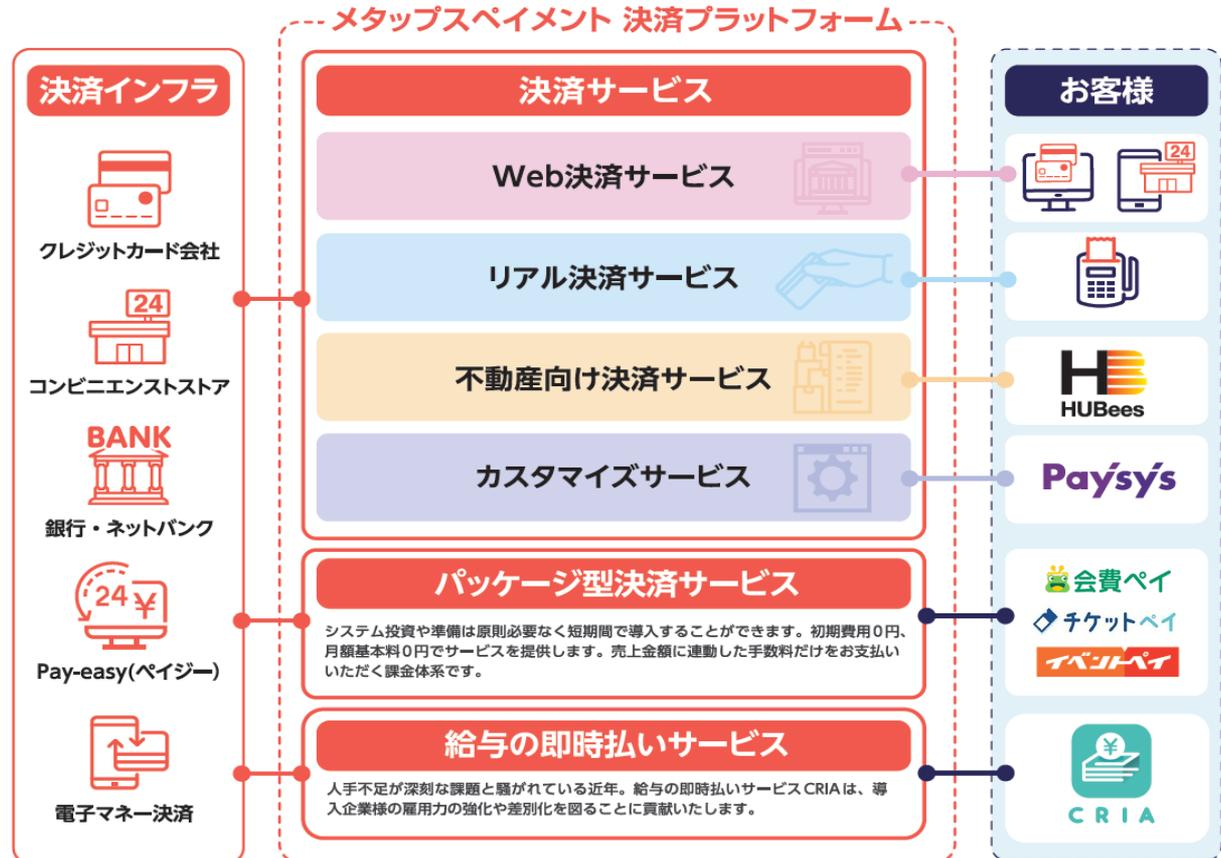 メタップスペイメント 決済プラットフォーム
決済インフラ
クレジットカード会社
24
コンビニエンストストア
BANK
銀行・ネットバンク
24 ¥
Pay-easy(ペイジー)
電子マネー決済
決済サービス
Web決済サービス
リアル決済サービス
不動産向け決済サービス
カスタマイズサービス
パッケージ型決済サービス
システム投資や準備は原則必要なく短期間で導入することができます。初期費用0円、
月額基本料0円でサービスを提供します。売上金額に連動した手数料だけをお支払い
いただく課金体系です。
給与の即時払いサービス
人手不足が深刻な課題と騒がれている近年。給与の即時払いサービスCRIAは、導
入企業様の雇用力の強化や差別化を図ることに貢献いたします。
お客様
24
HB
HUBees
Pay'sy's
会費ペイ
チケットペイ
イベントペイ
¥
CRIA